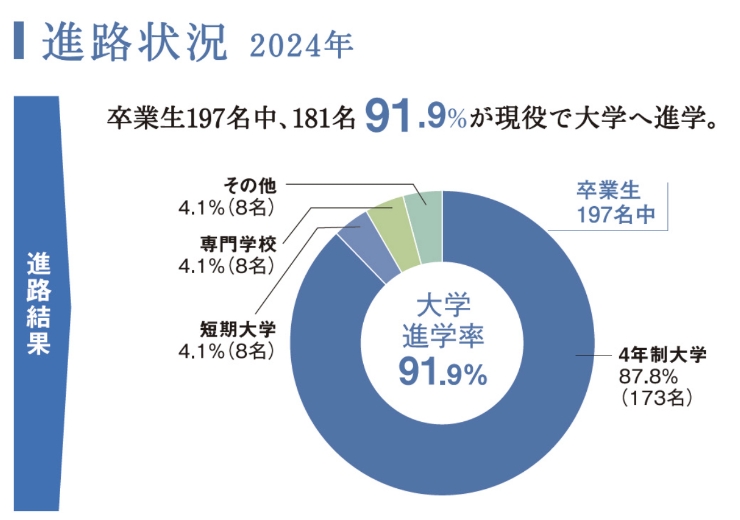 進路状況 2024年
卒業生197名中、181名 91.9%が現役で大学へ進学。
進路結果
その他
4.1%(8名)
専門学校
4.1%(8名)
短期大学
4.1%(8名)
卒業生
197名中
大学
進学率
91.9%
4年制大学
87.8%
(173名)